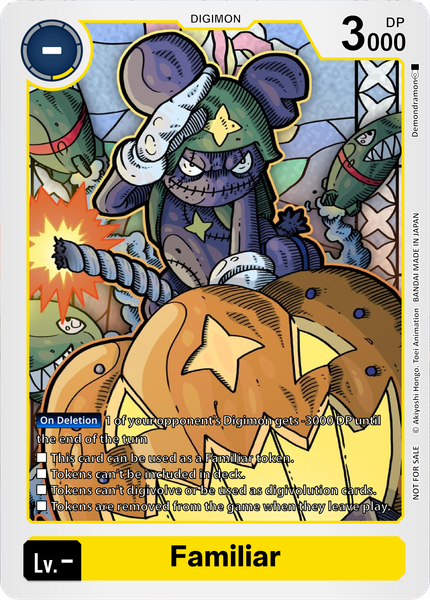 DIGIMON
-
DP
3000
On Deletion 1 of your opponent's Digimon gets -3000 DP until
the end of the turn
This card can be used as a Familiar token.
Tokens can't be included in deck.
Tokens can't digivolve or be used as digivolution cards.
Tokens are removed from the game when they leave play.
Lv.-
Familiar
Demondramon
NOT FOR SALE © Akiyoshi Hongo, Toei Animation BANDAI MADE IN JAPAN